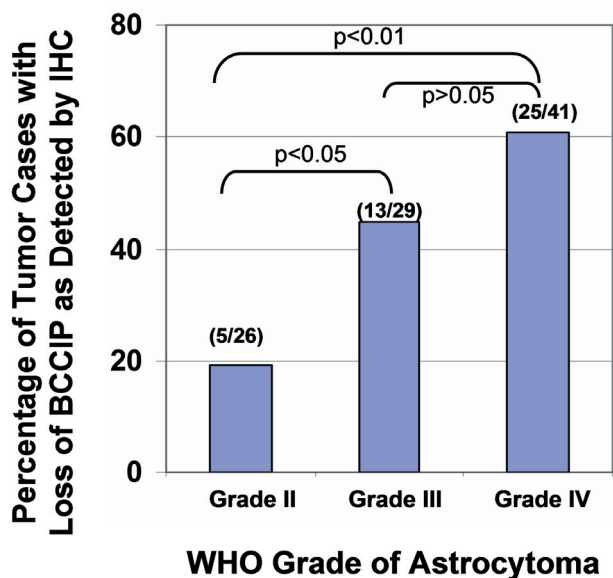 Percentage of Tumor Cases with
Loss of BCCIP as Detected by IHC
80
60
40
20
0
p<0.01
p>0.05
(25/41)
p<0.05
(13/29)
(5/26)
Grade II
Grade III
Grade IV
WHO Grade of Astrocytoma